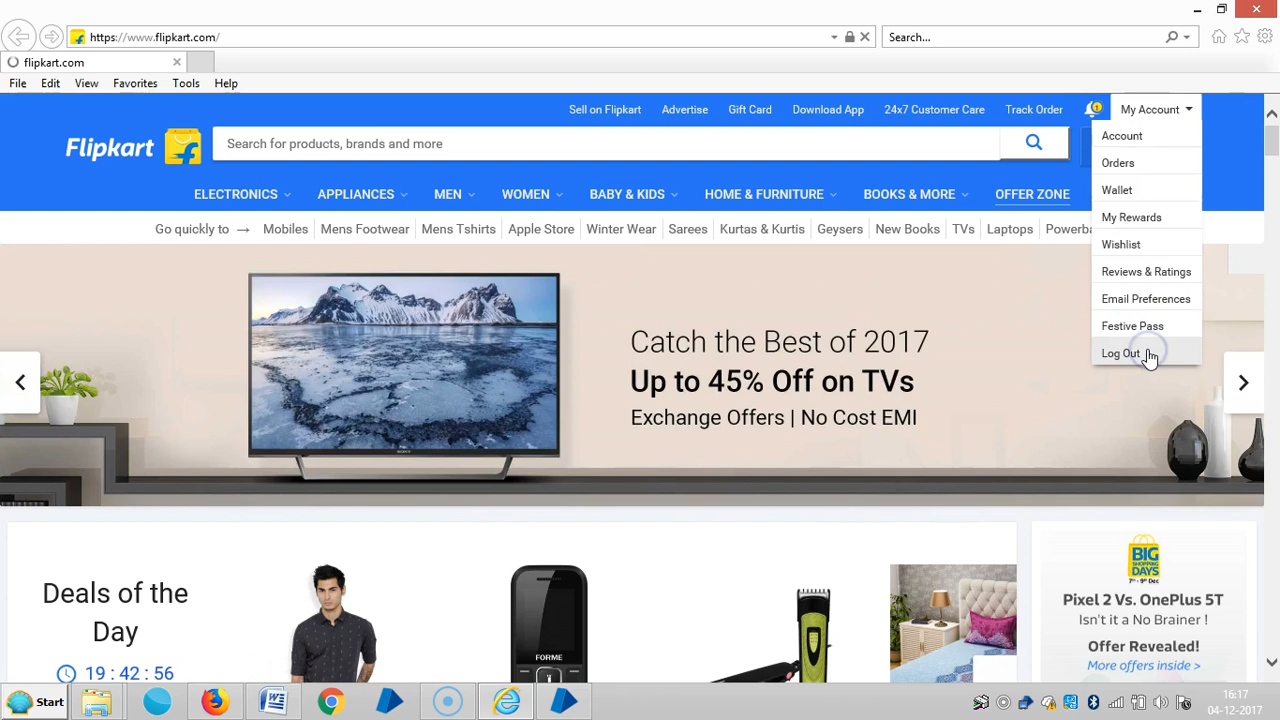 https://www.flipkart.com/
Search...
flipkart.com
File Edit View Favorites Tools Help
Sell on Flipkart Advertise Gift Card Download App 24x7 Customer Care Track Order 1 My Account
Flipkart
Search for products, brands and more
ELECTRONICS APPLIANCES MEN WOMEN BABY & KIDS HOME & FURNITURE BOOKS & MORE OFFER ZONE
Go quickly to → Mobiles Mens Footwear Mens Tshirts Apple Store Winter Wear Sarees Kurtas & Kurtis Geysers New Books TVs Laptops Powerba
Account
Orders
Wallet
My Rewards
Wishlist
Reviews & Ratings
Email Preferences
Festive Pass
Log Out
Catch the Best of 2017
Up to 45% Off on TVs
Exchange Offers | No Cost EMI
SONY
Deals of the
Day
19 : 42 : 56
FORME
BIG
SHOPPING
DAYS
7th - 9th Dec
Pixel 2 Vs. OnePlus 5T
Isn't it a No Brainer !
Offer Revealed!
More offers inside >
Start
16:17
04-12-2017